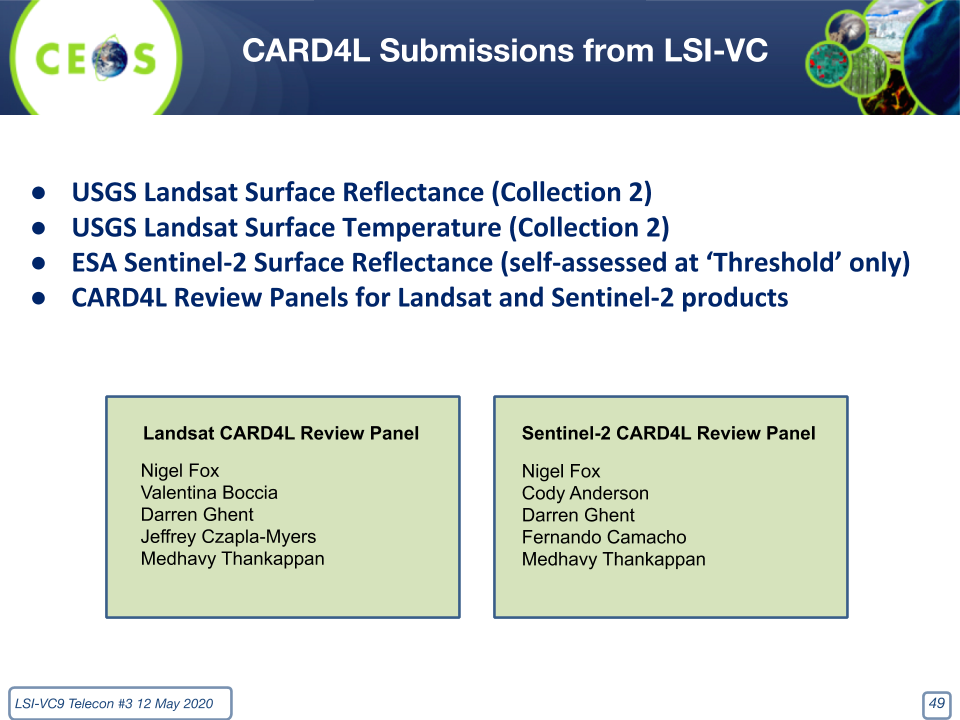 CEOS
CARD4L Submissions from LSI-VC
● USGS Landsat Surface Reflectance (Collection 2)
● USGS Landsat Surface Temperature (Collection 2)
● ESA Sentinel-2 Surface Reflectance (self-assessed at ‘Threshold’ only)
● CARD4L Review Panels for Landsat and Sentinel-2 products
Landsat CARD4L Review Panel
Nigel Fox
Valentina Boccia
Darren Ghent
Jeffrey Czapla-Myers
Medhavy Thankappan
Sentinel-2 CARD4L Review Panel
Nigel Fox
Cody Anderson
Darren Ghent
Fernando Camacho
Medhavy Thankappan
LSI-VC9 Telecon #3 12 May 2020
49